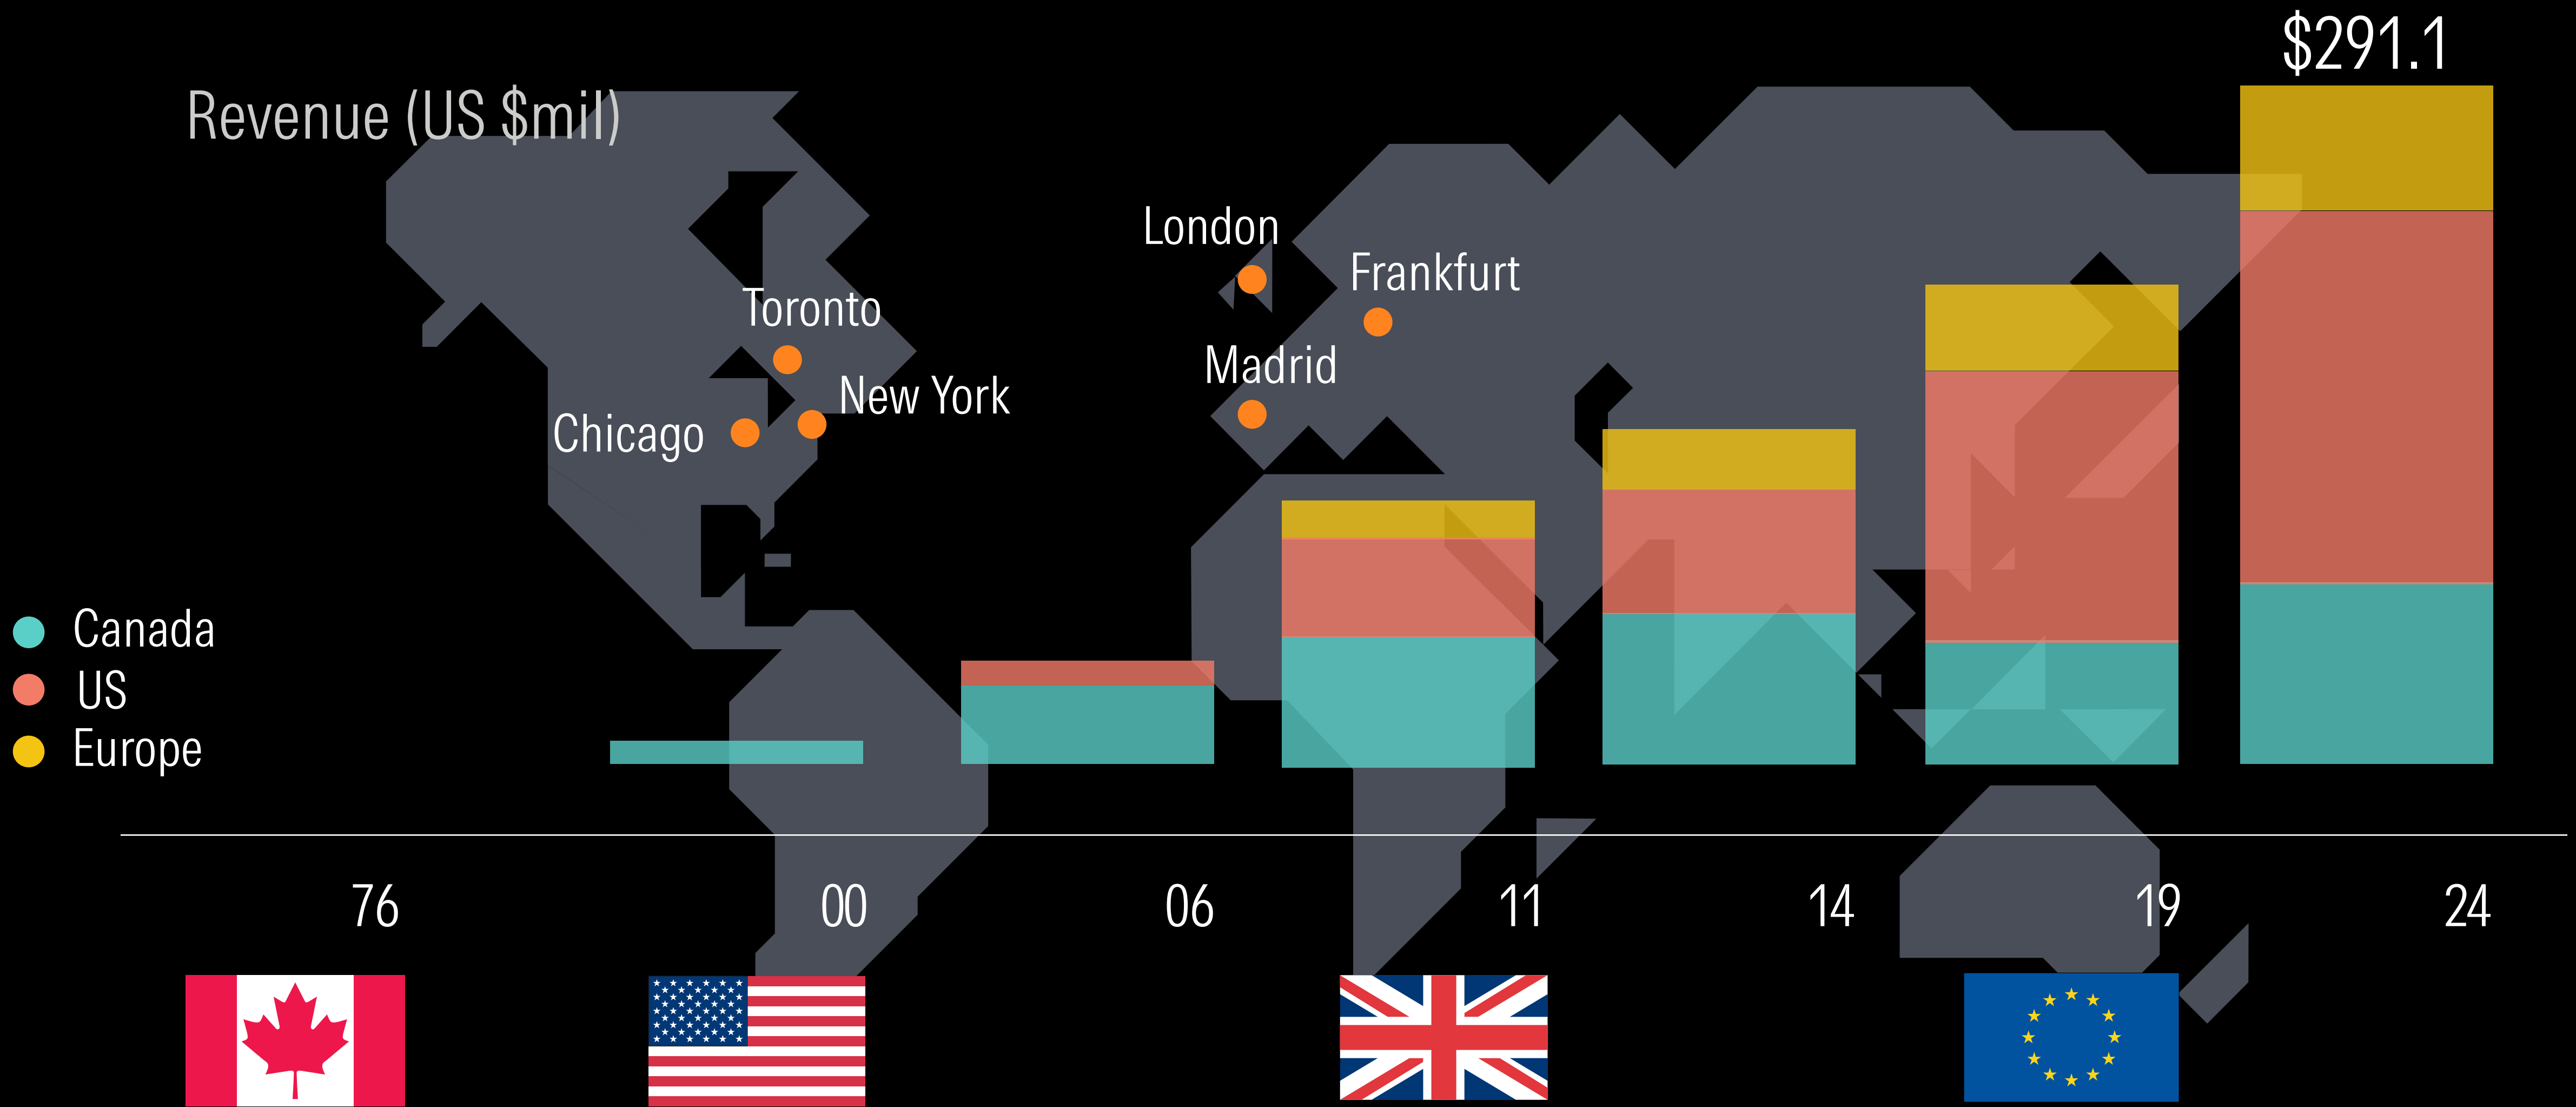 $291.1
Revenue (US $mil)
London
Frankfurt
Toronto
Madrid
New York
Chicago
Canada
US
Europe
76 00 06 11 14 19 24